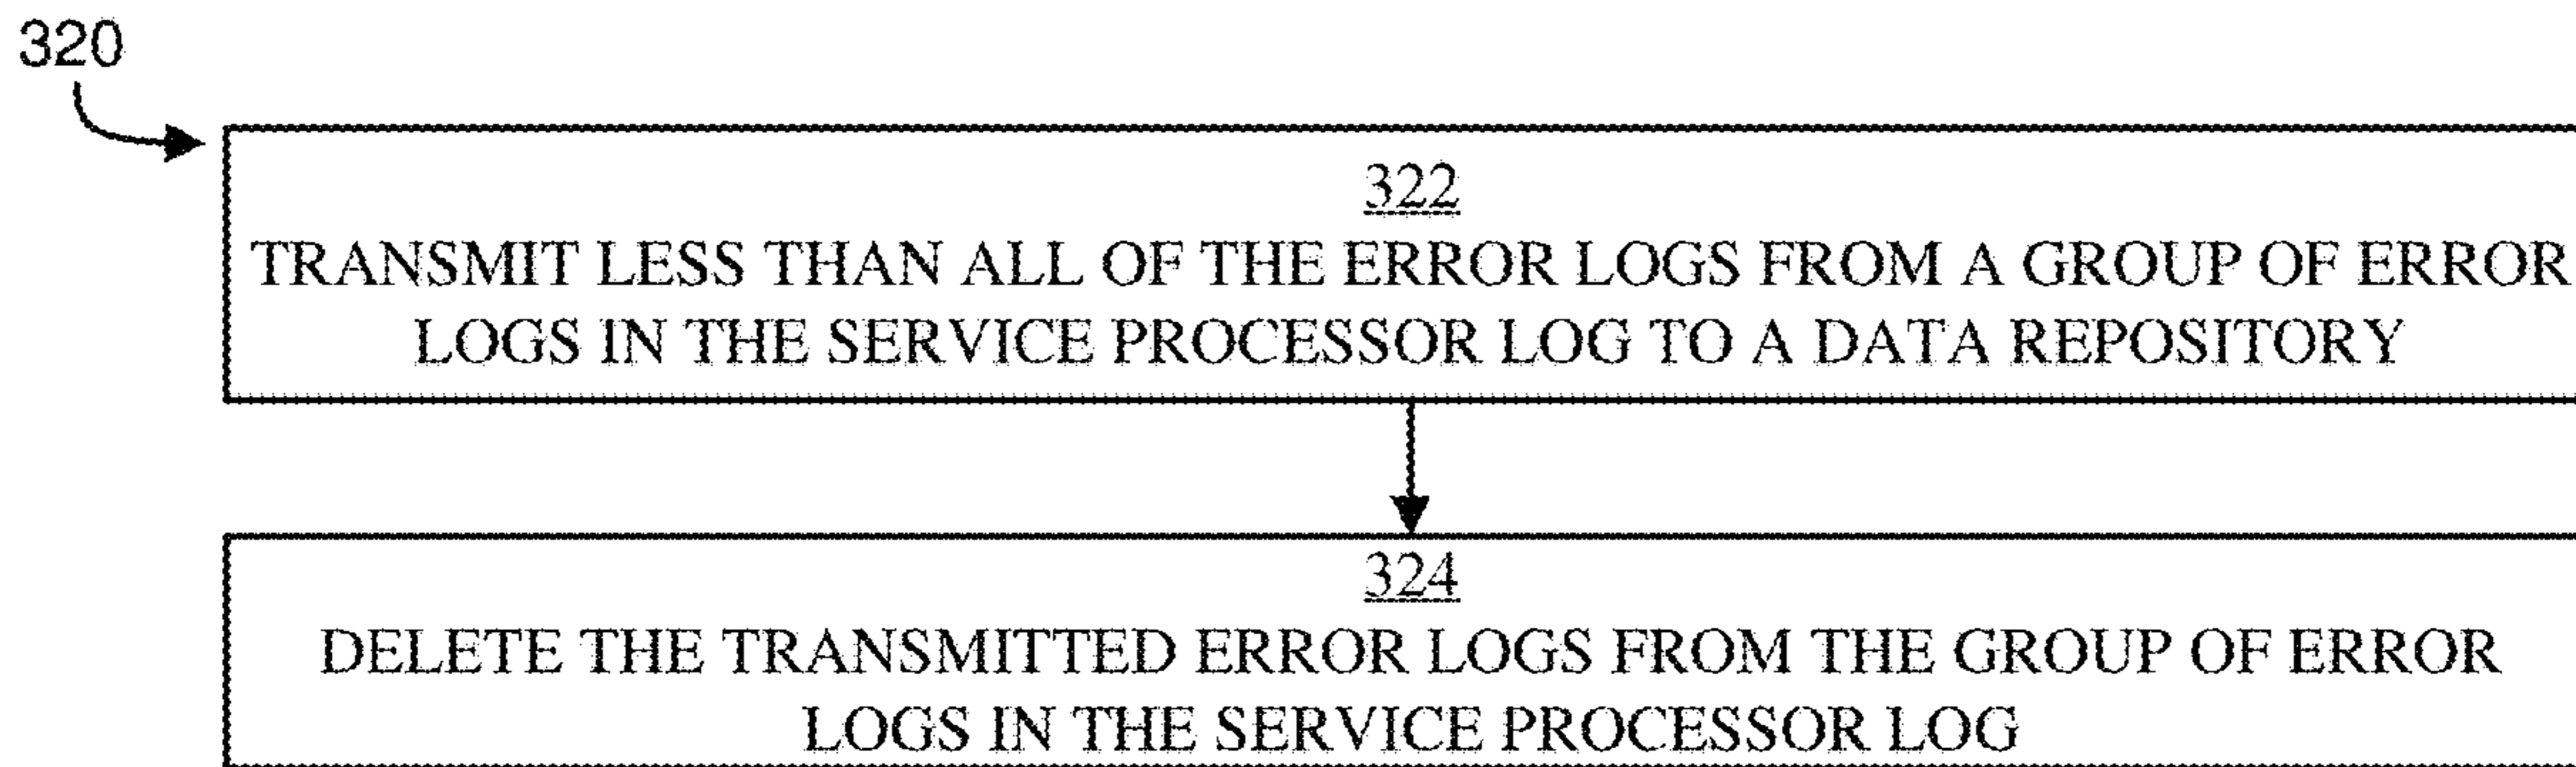 320
322
TRANSMIT LESS THAN ALL OF THE ERROR LOGS FROM A GROUP OF ERROR
LOGS IN THE SERVICE PROCESSOR LOG TO A DATA REPOSITORY
324
DELETE THE TRANSMITTED ERROR LOGS FROM THE GROUP OF ERROR
LOGS IN THE SERVICE PROCESSOR LOG